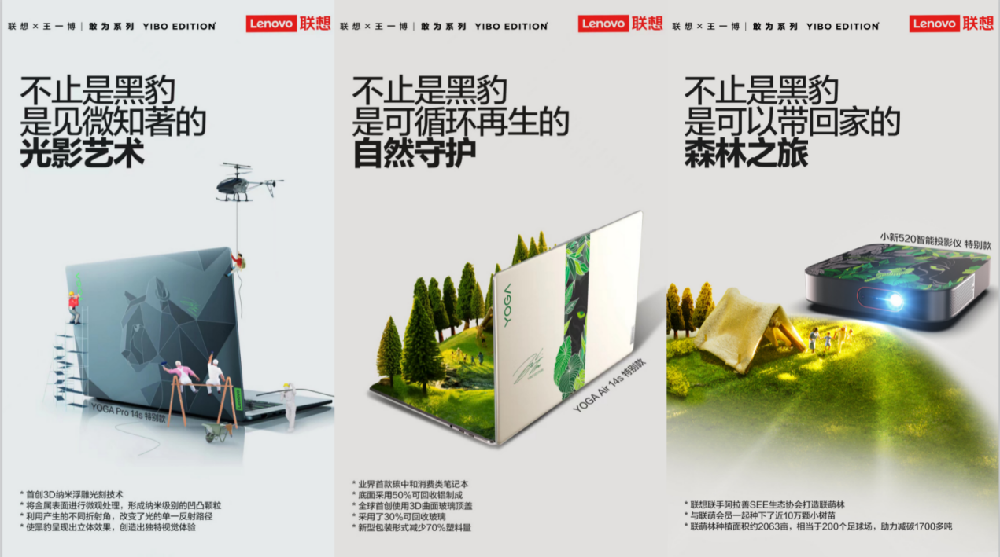 联想×王一博|敢为系列 YIBO EDITION
Lenovo 联想
不止是黑豹
是见微知著的
光影艺术
YOGA Pro 14s 特别款
Lenovo
* 首创3D纳米浮雕光刻技术
* 将金属表面进行微观处理，形成纳米级别的凹凸颗粒
* 利用产生的不同折射角，改变了光的单一反射路径
* 使黑豹呈现出立体效果，创造出独特视觉体验
联想×王一博|敢为系列 YIBO EDITION
Lenovo 联想
不止是黑豹
是可循环再生的
自然守护
YOGA
YOGA Air 14s 特别款
* 业界首款碳中和消费类笔记本
* 底面采用50%可回收铝制成
* 全球首创使用3D曲面玻璃顶盖
* 采用了30%可回收玻璃
* 新型包装形式减少70%塑料量
联想×王一博|敢为系列 YIBO EDITION
Lenovo 联想
不止是黑豹
是可以带回家的
森林之旅
小新520智能投影仪 特别款
* 联想联手阿拉善SEE生态协会打造联萌林
* 与联萌会员一起种下了近10万颗小树苗
* 联萌林种植面积约2063亩，相当于200个足球场，助力减碳1700多吨